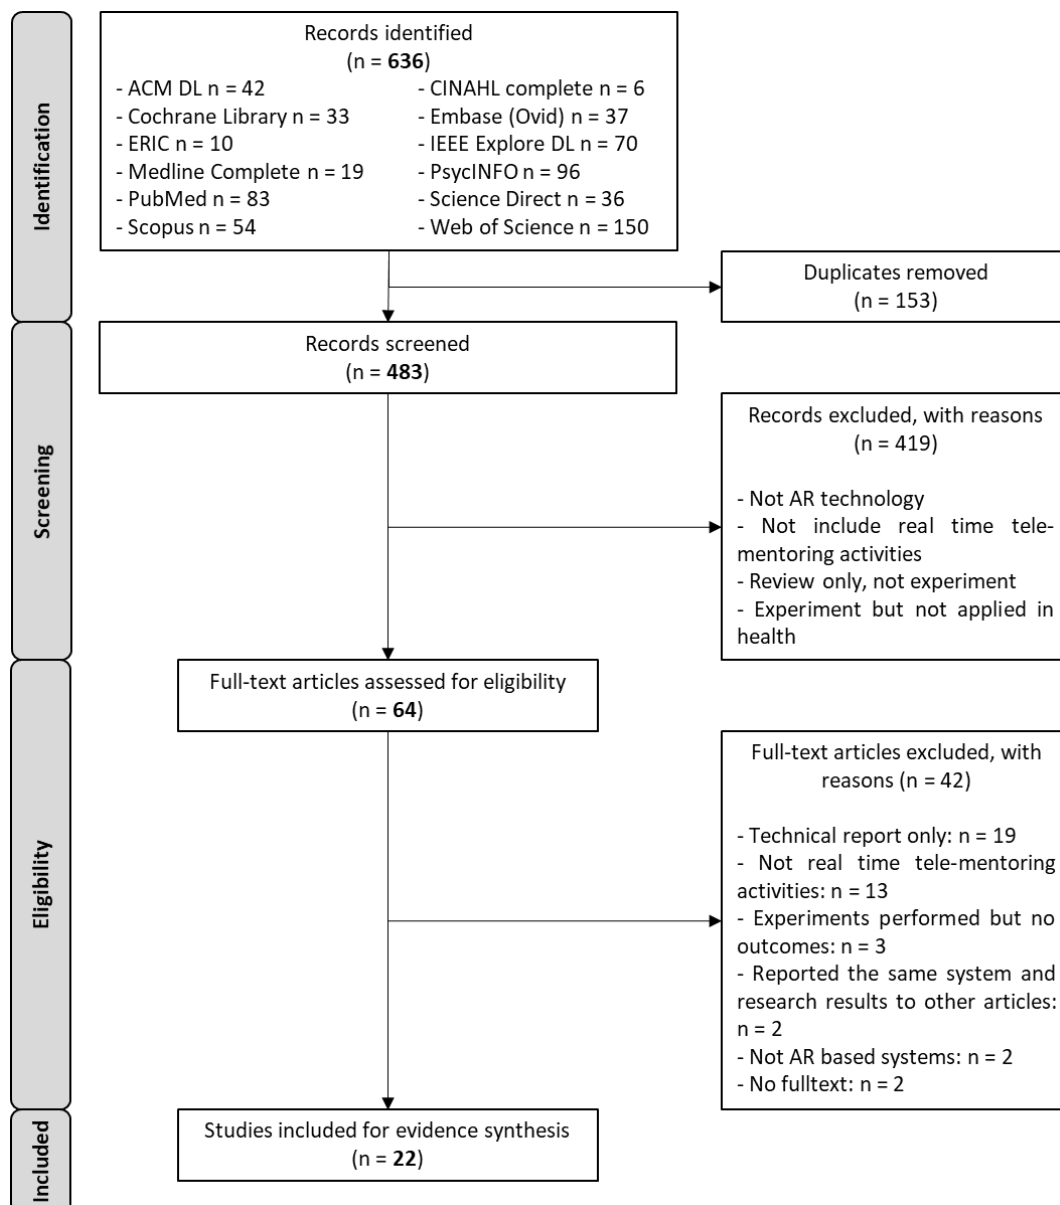 Identification
Records identified
(n = 636)
- ACM DL n = 42
- Cochrane Library n = 33
- ERIC n = 10
- Medline Complete n = 19
- PubMed n = 83
- Scopus n = 54
- CINAHL complete n = 6
- Embase (Ovid) n = 37
- IEEE Explore DL n = 70
- PsycINFO n = 96
- Science Direct n = 36
- Web of Science n = 150
Duplicates removed
(n = 153)
Screening
Records screened
(n = 483)
Records excluded, with reasons
(n = 419)
- Not AR technology
- Not include real time tele-
mentoring activities
- Review only, not experiment
- Experiment but not applied in
health
Eligibility
Full-text articles assessed for eligibility
(n = 64)
Full-text articles excluded, with
reasons (n = 42)
- Technical report only: n = 19
- Not real time tele-mentoring
activities: n = 13
- Experiments performed but no
outcomes: n = 3
- Reported the same system and
research results to other articles:
n = 2
- Not AR based systems: n = 2
- No fulltext: n = 2
Included
Studies included for evidence synthesis
(n = 22)